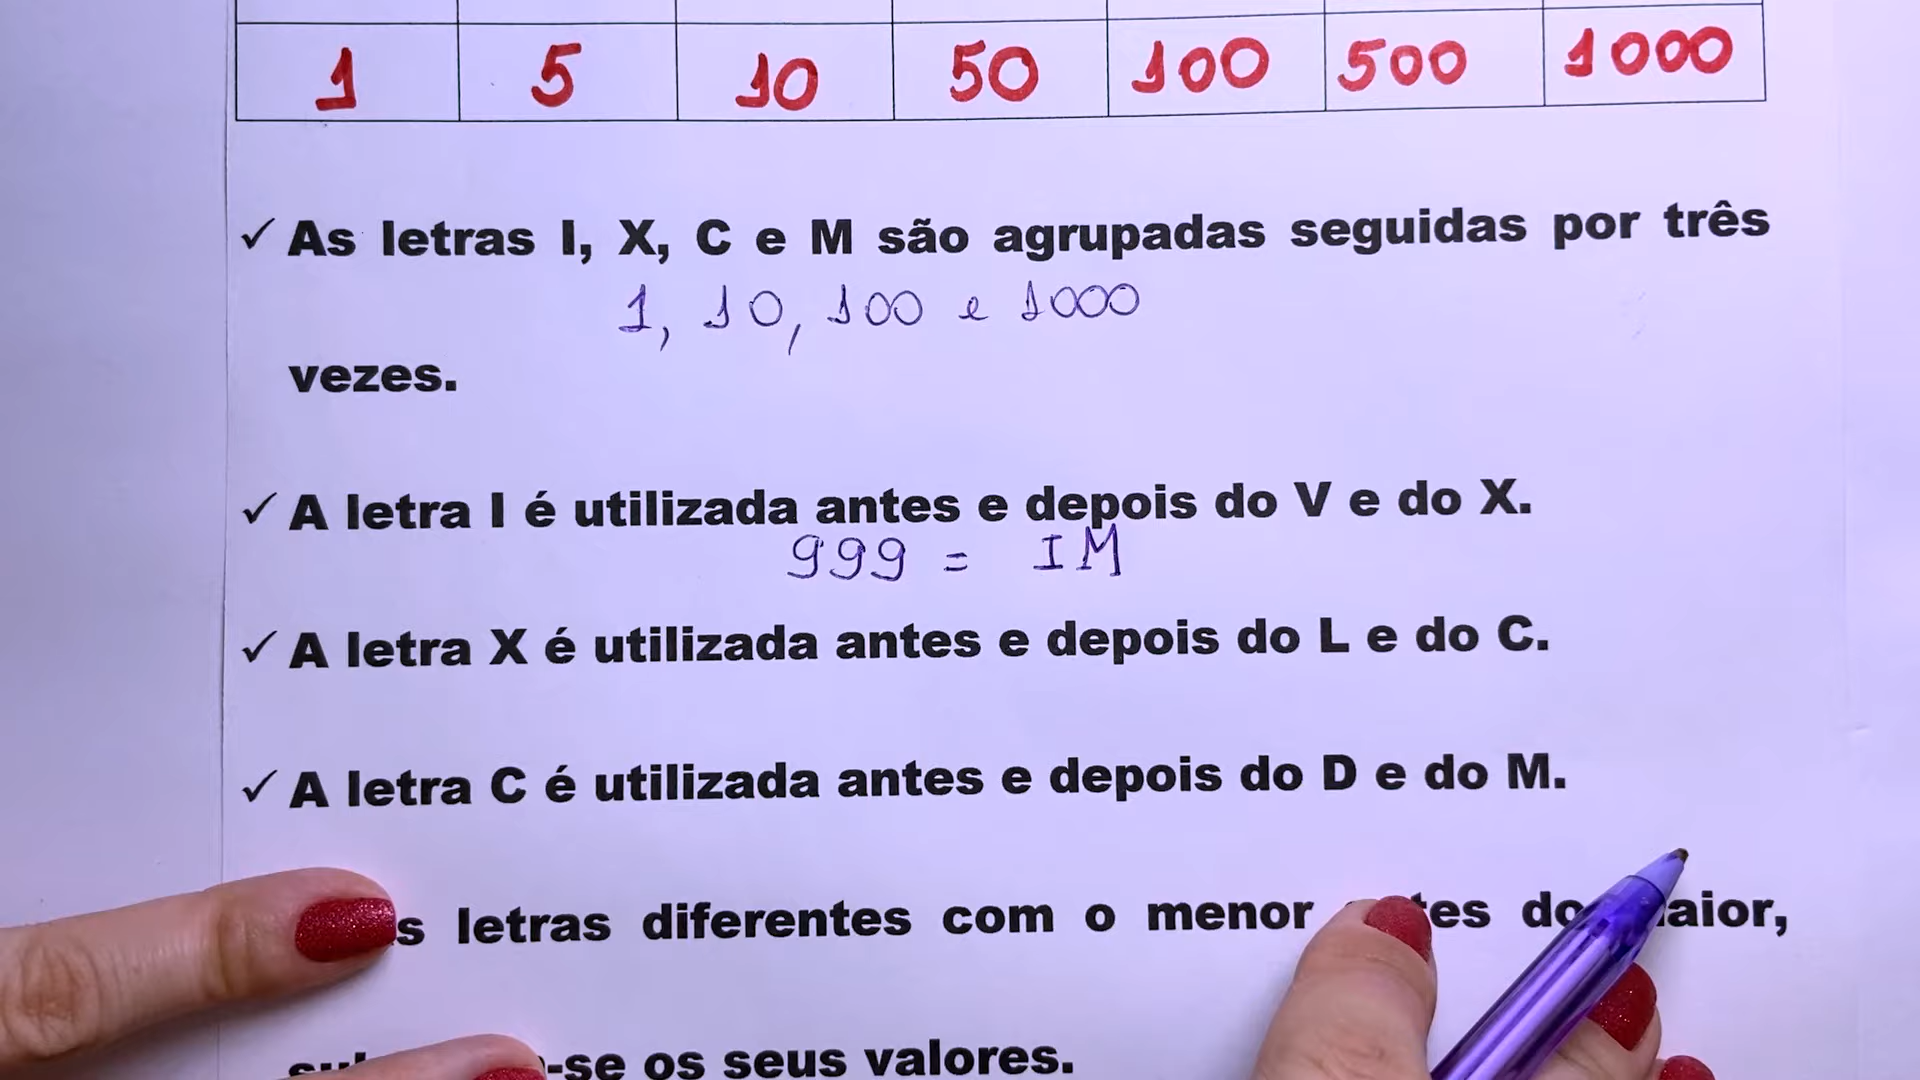 1 5 10 50 100 500 1000
✓ As letras I, X, C e M são agrupadas seguidas por três
1, 10, 100 e 1000
vezes.
✓ A letra I é utilizada antes e depois do V e do X.
999 = IM
✓ A letra X é utilizada antes e depois do L e do C.
✓ A letra C é utilizada antes e depois do D e do M.
letras diferentes com o menor
-se os seus valores.